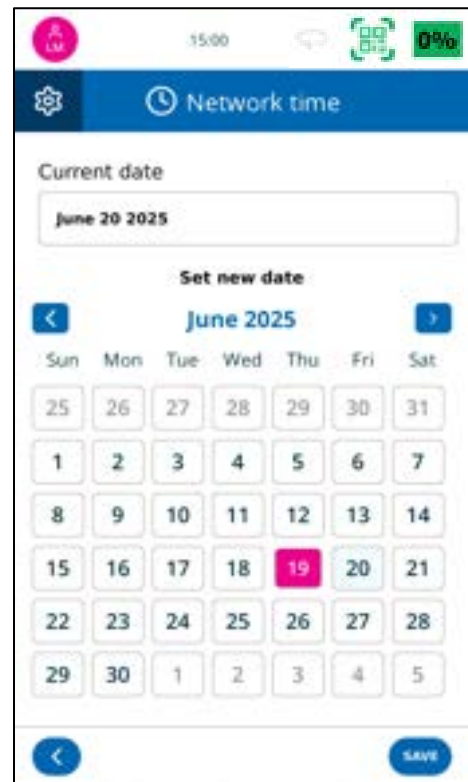 LM 15:00 0%
Network time
Current date
June 20 2025
Set new date
June 2025
Sun Mon Tue Wed Thu Fri Sat
25 26 27 28 29 30 31
1 2 3 4 5 6 7
8 9 10 11 12 13 14
15 16 17 18 19 20 21
22 23 24 25 26 27 28
29 30 1 2 3 4 5
SAVE